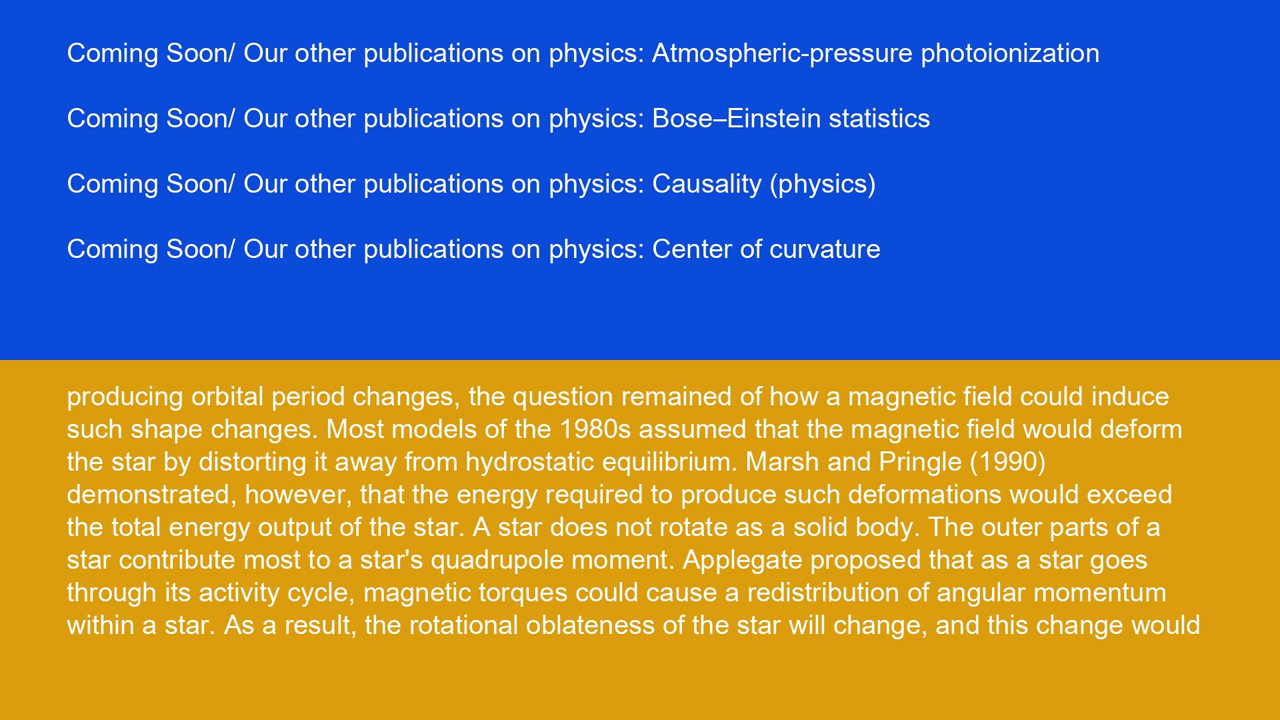 Coming Soon/ Our other publications on physics: Atmospheric-pressure photoionization
Coming Soon/ Our other publications on physics: Bose–Einstein statistics
Coming Soon/ Our other publications on physics: Causality (physics)
Coming Soon/ Our other publications on physics: Center of curvature
producing orbital period changes, the question remained of how a magnetic field could induce
such shape changes. Most models of the 1980s assumed that the magnetic field would deform
the star by distorting it away from hydrostatic equilibrium. Marsh and Pringle (1990)
demonstrated, however, that the energy required to produce such deformations would exceed
the total energy output of the star. A star does not rotate as a solid body. The outer parts of a
star contribute most to a star's quadrupole moment. Applegate proposed that as a star goes
through its activity cycle, magnetic torques could cause a redistribution of angular momentum
within a star. As a result, the rotational oblateness of the star will change, and this change would